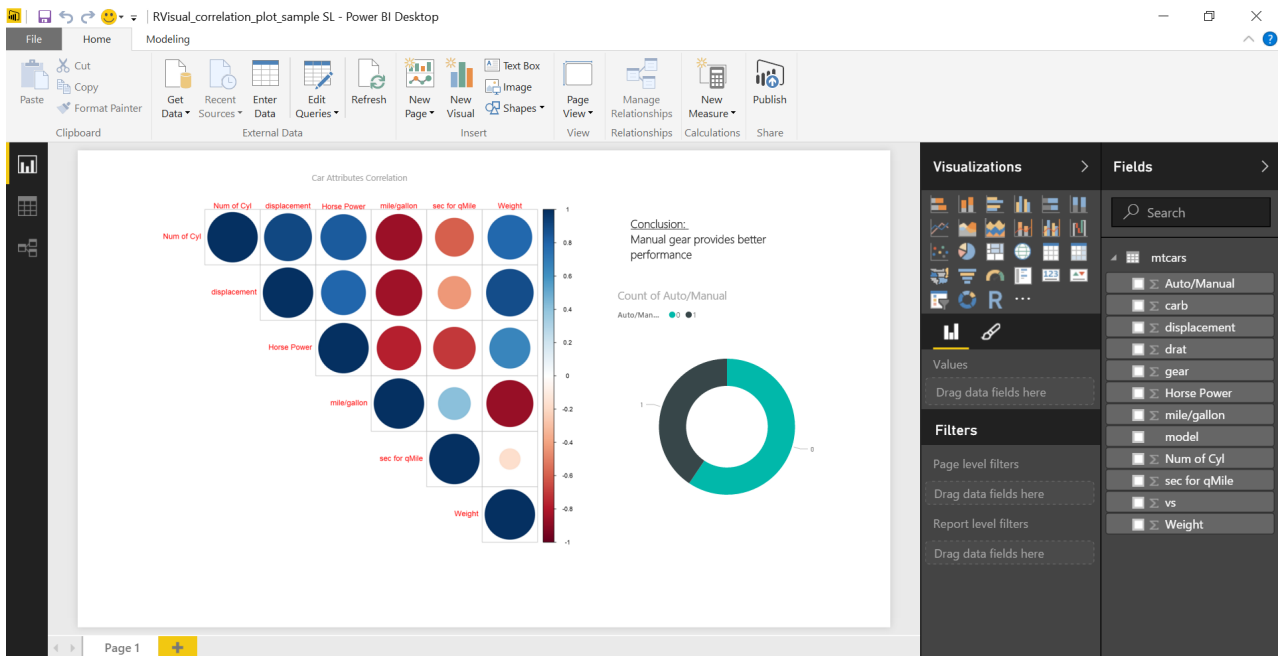 RVisual_correlation_plot_sample SL - Power BI Desktop
File Home Modeling
Paste
Cut
Copy
Format Painter
Clipboard
Get Data
Recent Sources
Enter Data
Edit Queries
Refresh
External Data
New Page
New Visual
Text Box
Image
Shapes
Insert
Page View
View
Manage Relationships
Relationships
New Measure
Calculations
Publish
Share
Car Attributes Correlation
Num of Cyl displacement Horse Power mile/gallon sec for qMile Weight
Num of Cyl
displacement
Horse Power
mile/gallon
sec for qMile
Weight
1
0.8
0.6
0.4
0.2
0
-0.2
-0.4
-0.6
-0.8
-1
Conclusion:
Manual gear provides better
performance
Count of Auto/Manual
Auto/Man... 0 1
1
0
Visualizations
R
123
Values
Drag data fields here
Filters
Page level filters
Drag data fields here
Report level filters
Drag data fields here
Fields
Search
mtcars
Σ Auto/Manual
Σ carb
Σ displacement
Σ drat
Σ gear
Σ Horse Power
Σ mile/gallon
model
Σ Num of Cyl
Σ sec for qMile
Σ vs
Σ Weight
Page 1